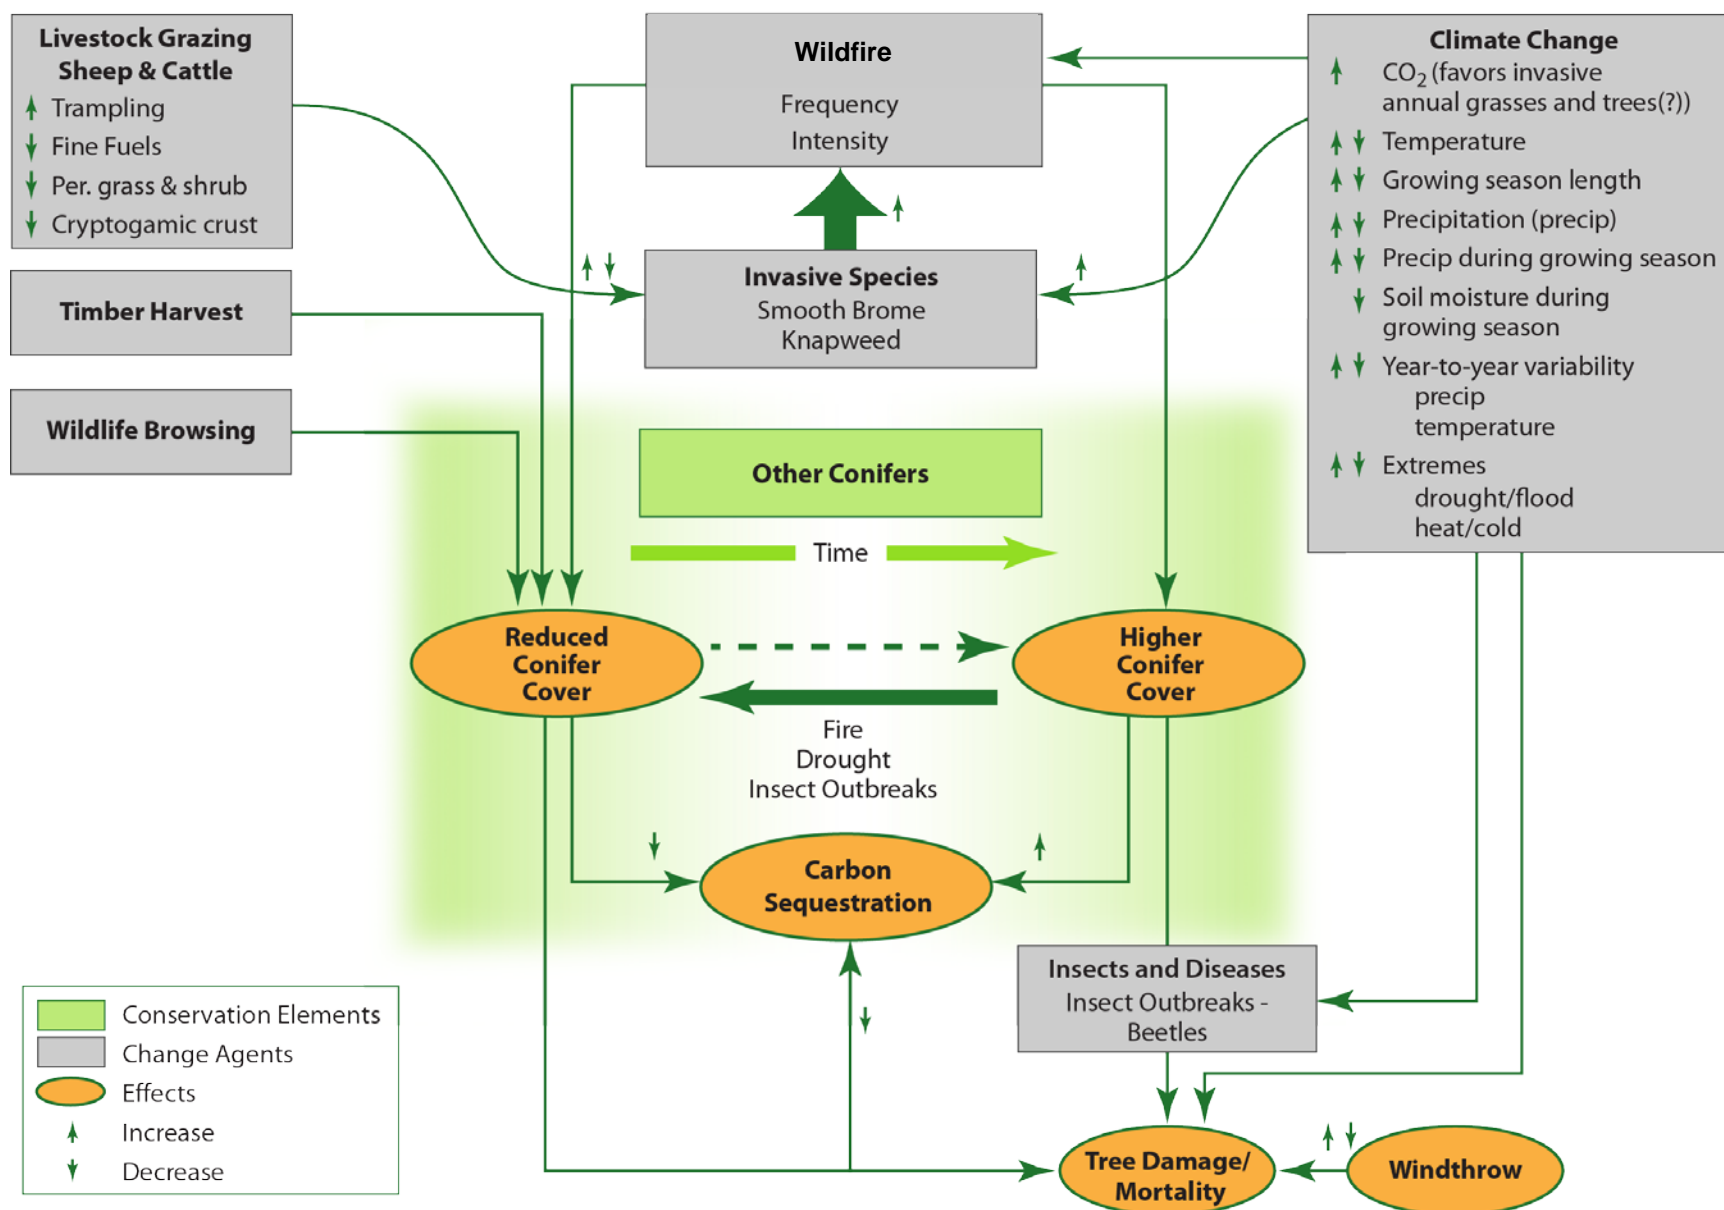 Livestock Grazing
Sheep & Cattle
Trampling
Fine Fuels
Per. grass & shrub
Cryptogamic crust
Timber Harvest
Wildlife Browsing
Wildfire
Frequency
Intensity
Invasive Species
Smooth Brome
Knapweed
Climate Change
CO₂ (favors invasive
annual grasses and trees(?))
Temperature
Growing season length
Precipitation (precip)
Precip during growing season
Soil moisture during
growing season
Year-to-year variability
precip
temperature
Extremes
drought/flood
heat/cold
Other Conifers
Time
Reduced
Conifer
Cover
Higher
Conifer
Cover
Fire
Drought
Insect Outbreaks
Carbon
Sequestration
Insects and Diseases
Insect Outbreaks -
Beetles
Tree Damage/
Mortality
Windthrow
Conservation Elements
Change Agents
Effects
Increase
Decrease